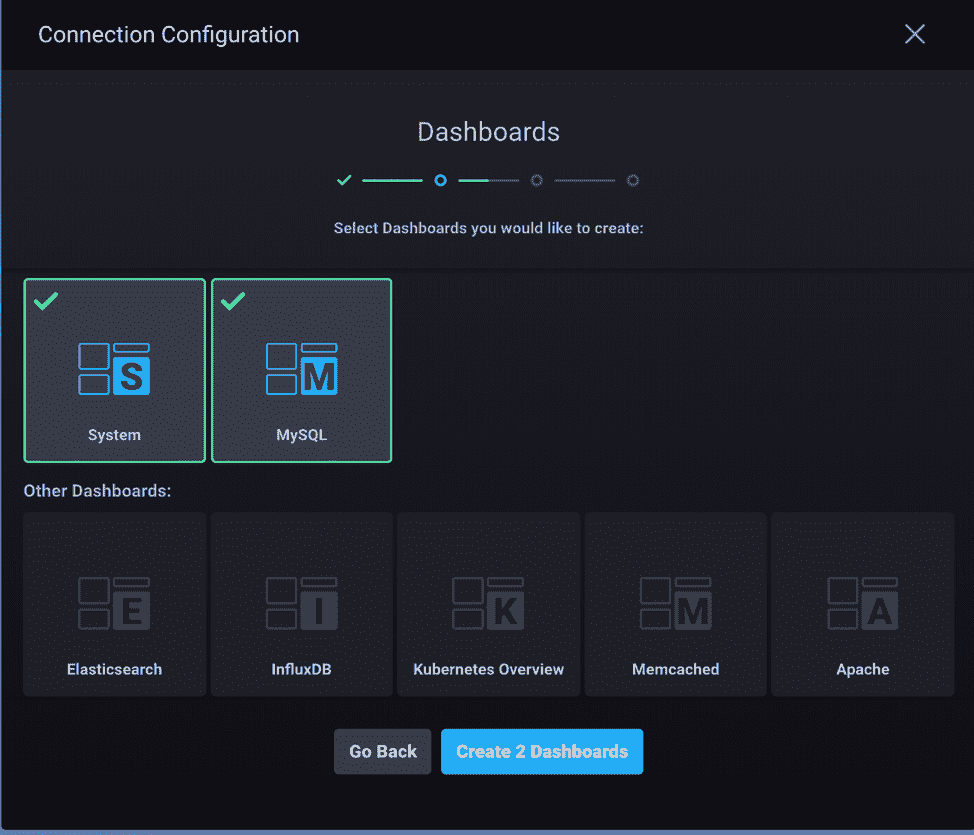 Connection Configuration
Dashboards
Select Dashboards you would like to create:
S
M
System
MySQL
Other Dashboards:
E
I
K
M
A
Elasticsearch
InfluxDB
Kubernetes Overview
Memcached
Apache
Go Back
Create 2 Dashboards